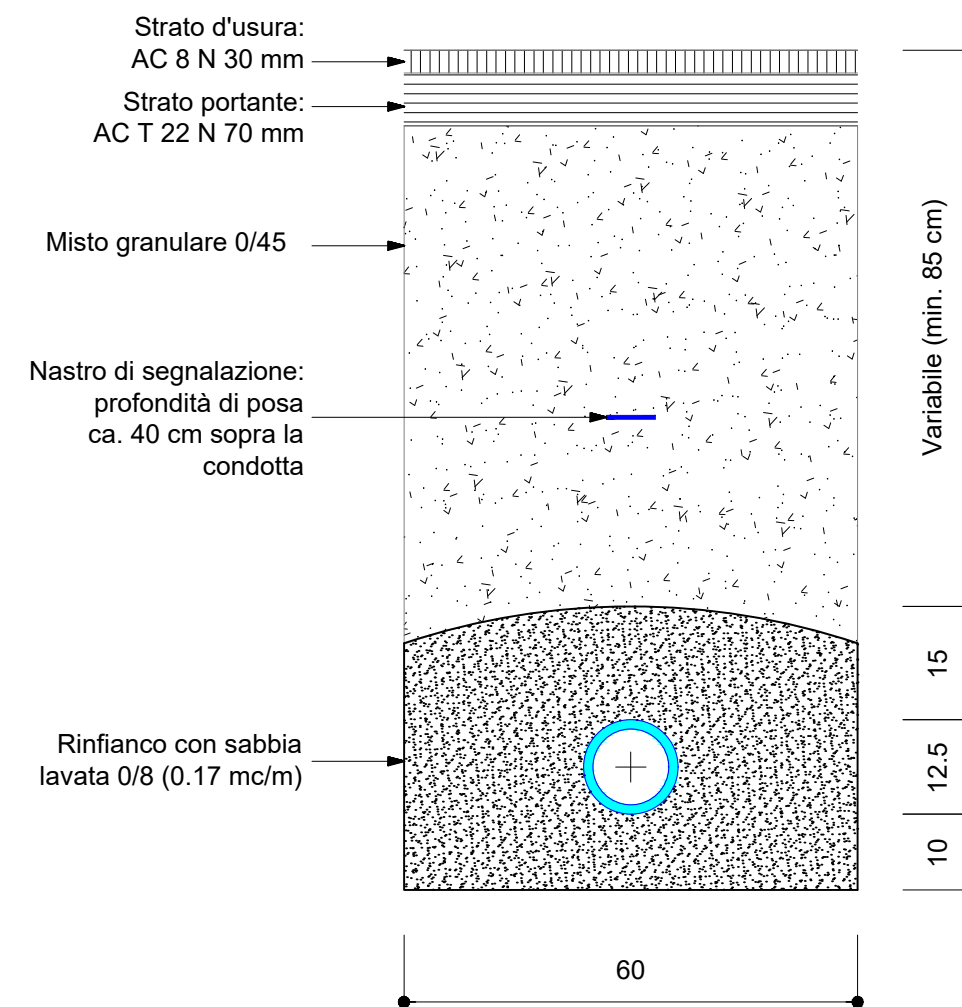 Strato d'usura:
AC 8 N 30 mm
Strato portante:
AC T 22 N 70 mm
Misto granulare 0/45
Nastro di segnalazione:
profondità di posa
ca. 40 cm sopra la
condotta
Rinfianco con sabbia
lavata 0/8 (0.17 mc/m)
Variabile (min. 85 cm)
15
12.5
10
60